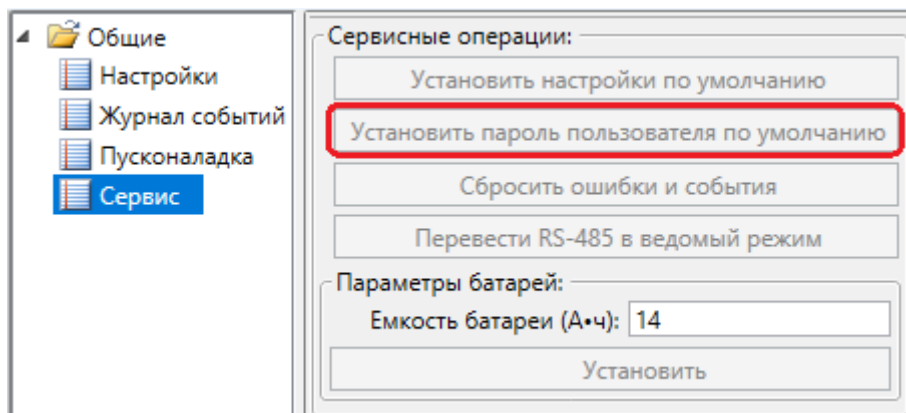 Общие
Настройки
Журнал событий
Пусконаладка
Сервис
Сервисные операции:
Установить настройки по умолчанию
Установить пароль пользователя по умолчанию
Сбросить ошибки и события
Перевести RS-485 в ведомый режим
Параметры батарей:
Емкость батареи (А•ч): 14
Установить